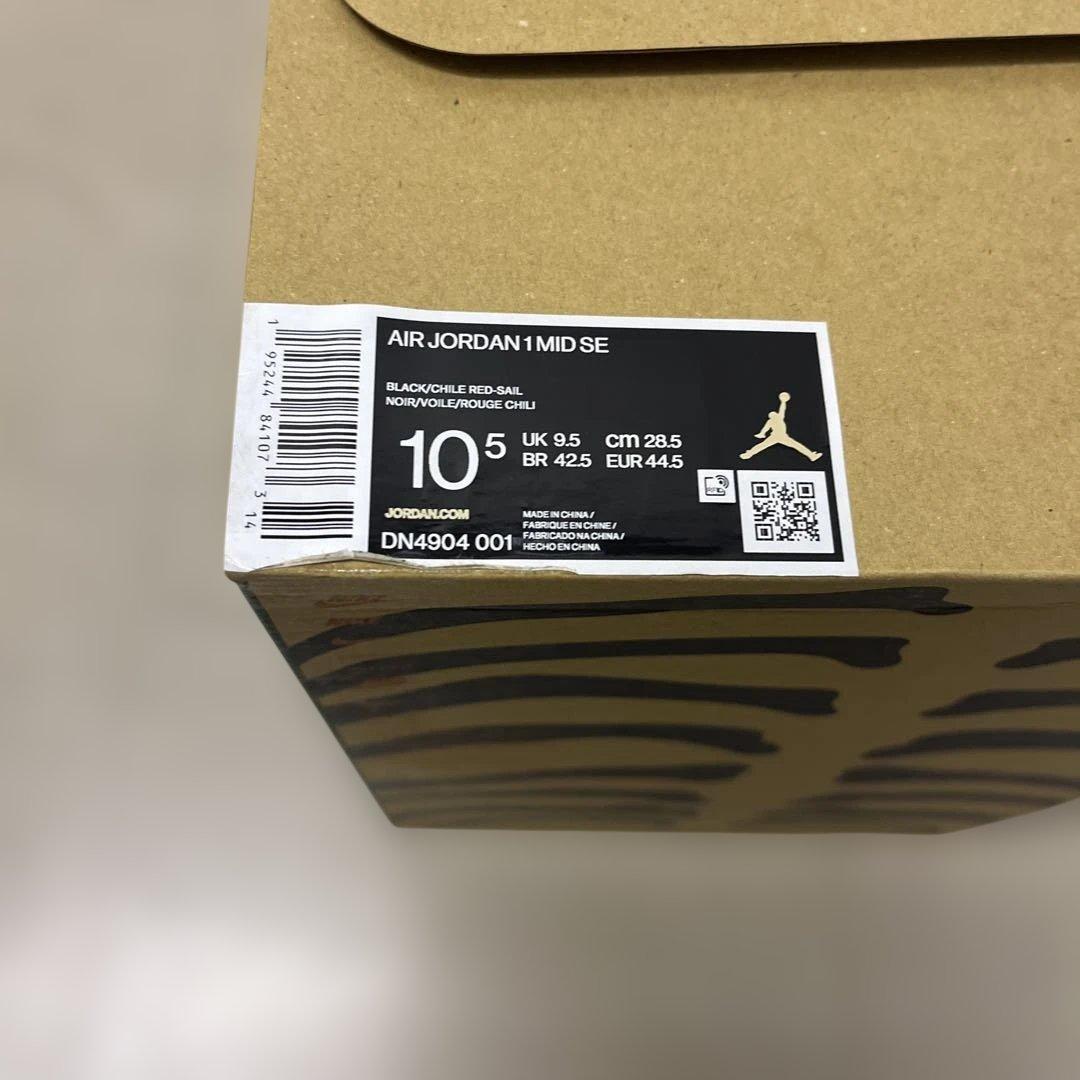 AIR JORDAN 1 MID SE
BLACK/CHILE RED-SAIL
NOIR/VOILE/ROUGE CHILI
10 5
UK 9.5 cm 28.5
BR 42.5 EUR 44.5
JORDAN.COM
DN4904 001
MADE IN CHINA /
FABRIQUE EN CHINE /
FABRICADO NA CHINA /
HECHO EN CHINA
1 95244 84107 3 14